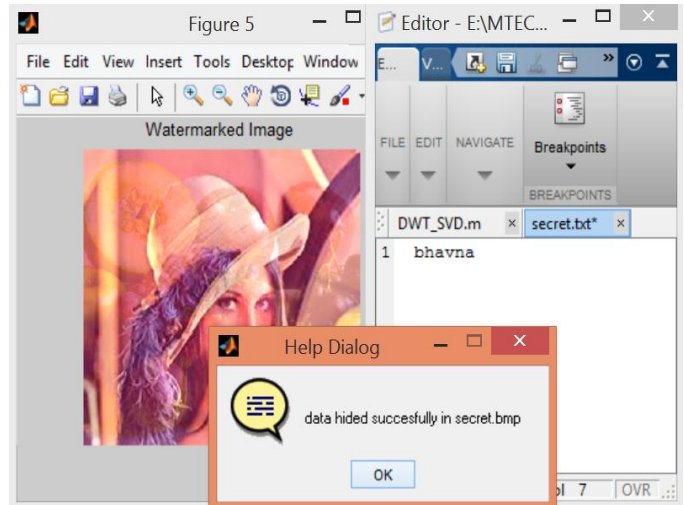 Figure 5
File Edit View Insert Tools Desktop Window
Watermarked Image
Editor - E:\MTEC...
E... V...
FILE EDIT NAVIGATE Breakpoints
BREAKPOINTS
DWT_SVD.m × secret.txt* ×
1 bhavna
Help Dialog
data hided succesfully in secret.bmp
OK
7 OVR